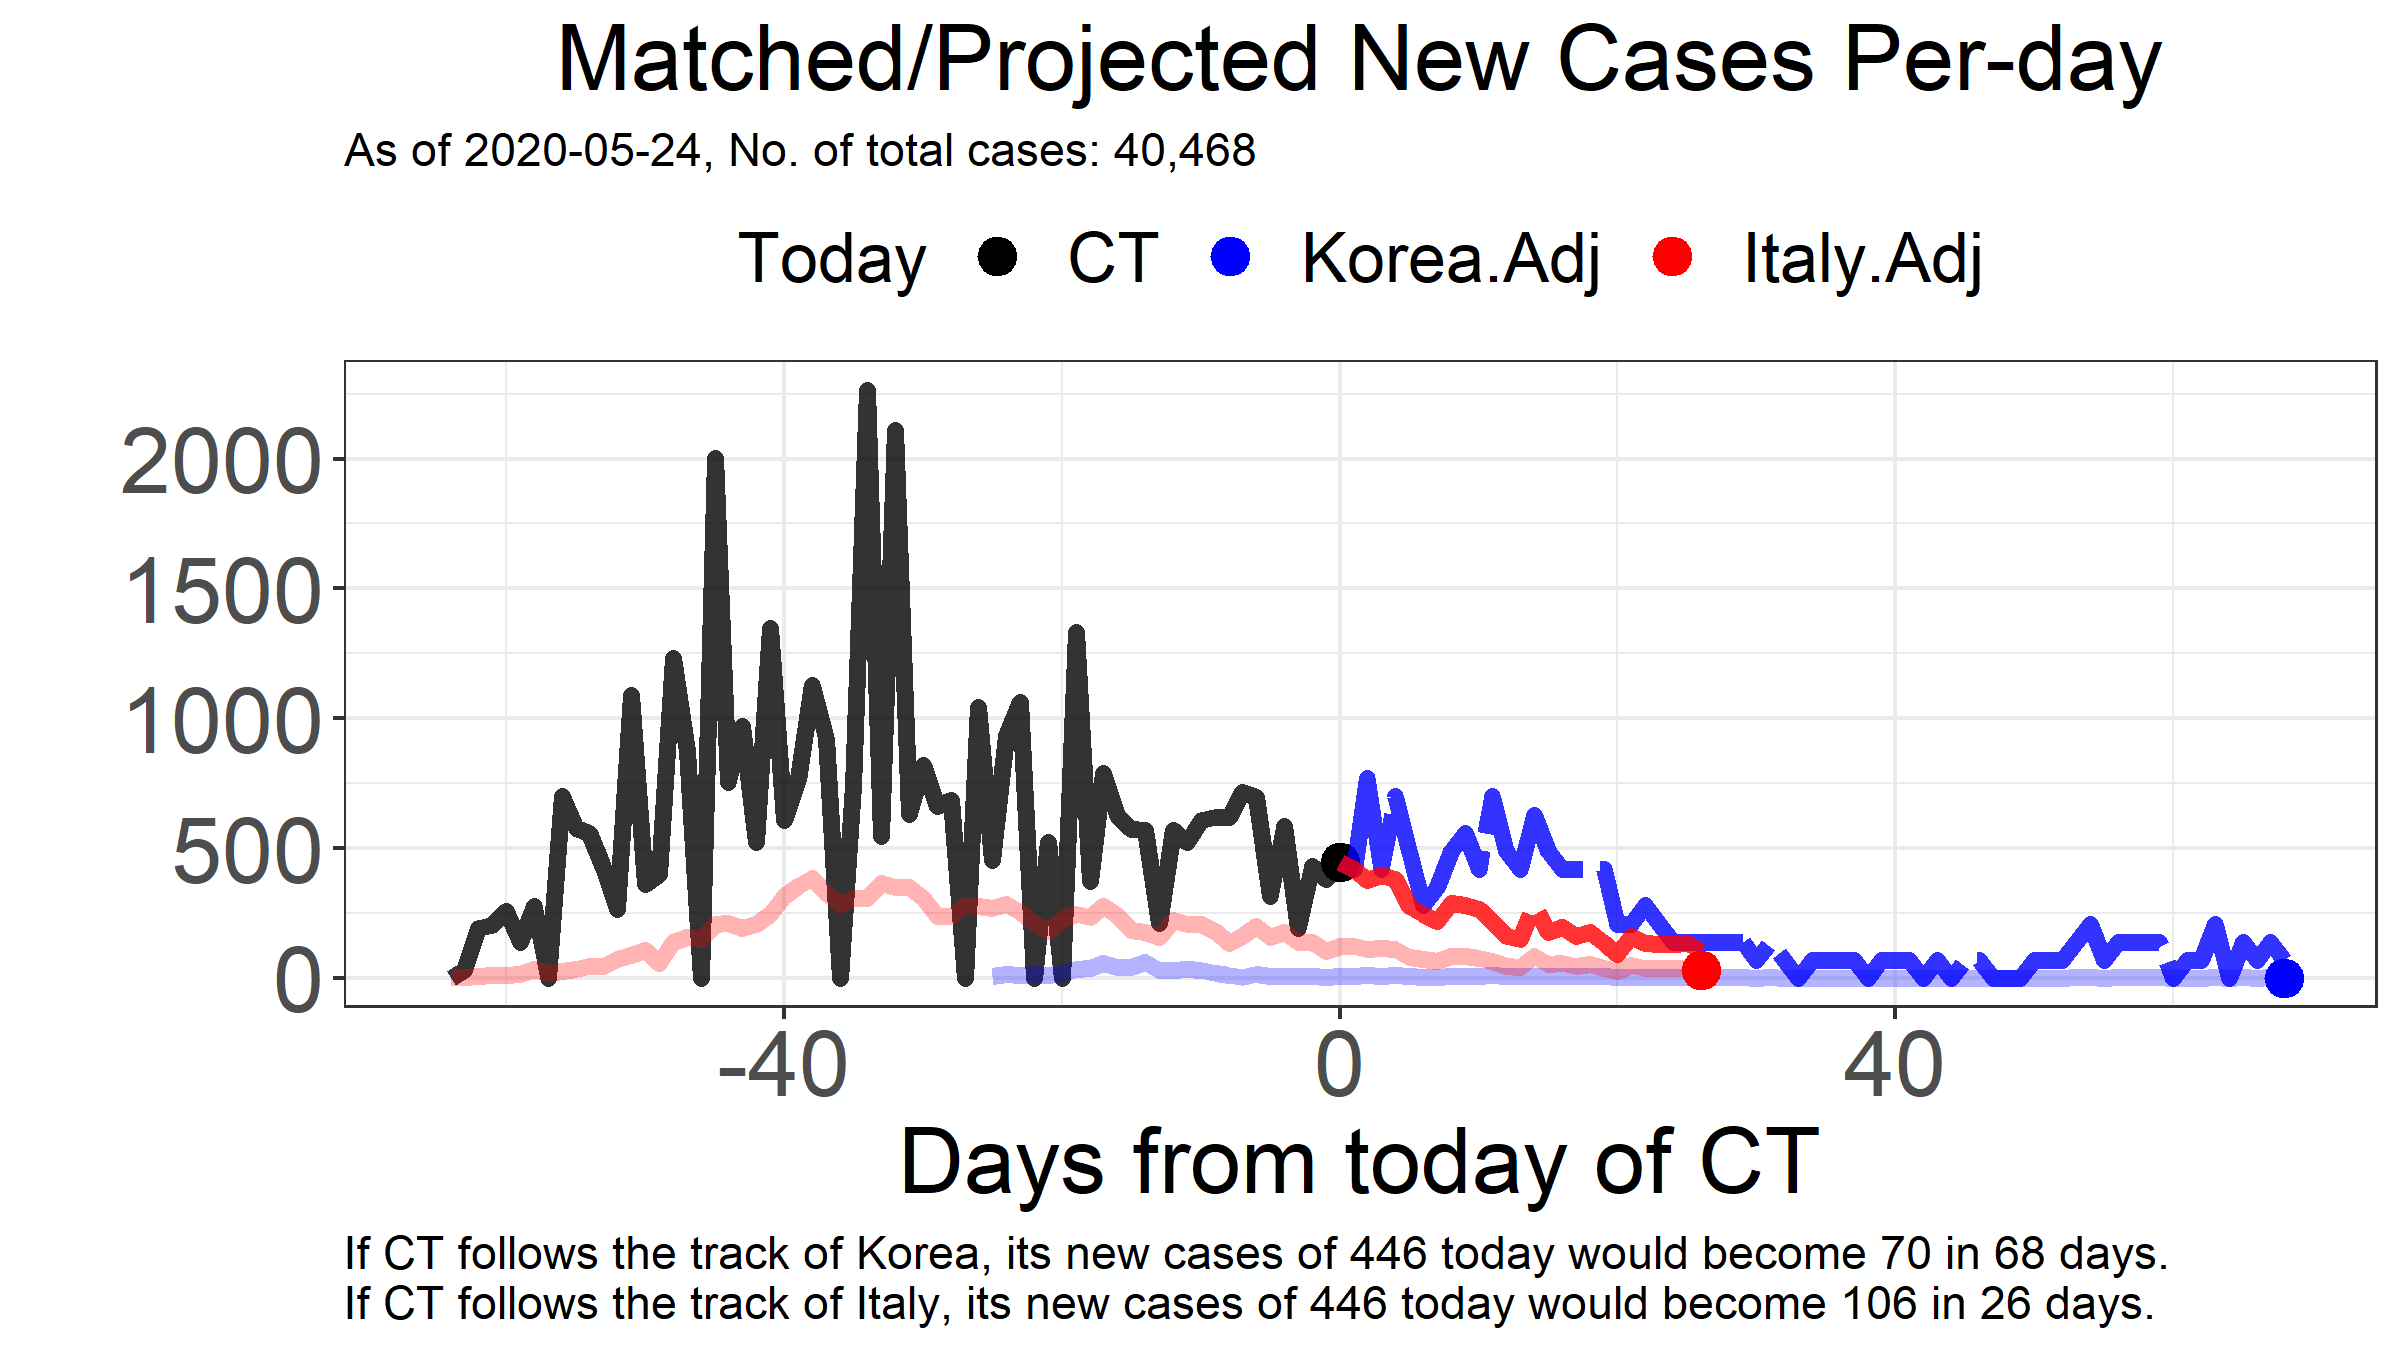 Matched/Projected New Cases Per-day
As of 2020-05-24, No. of total cases: 40,468
Today CT Korea.Adj Italy.Adj
2000
1500
1000
500
0
-40 0 40
Days from today of CT
If CT follows the track of Korea, its new cases of 446 today would become 70 in 68 days.
If CT follows the track of Italy, its new cases of 446 today would become 106 in 26 days.